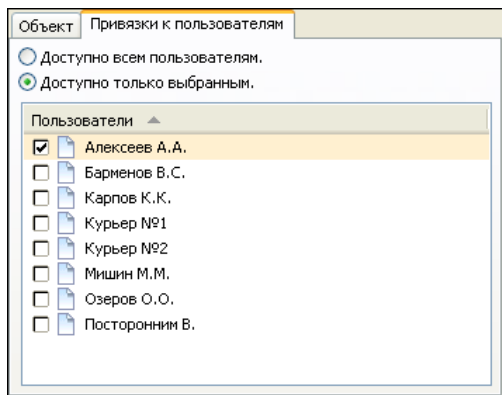 Объект Привязки к пользователям
Доступно всем пользователям.
Доступно только выбранным.
Пользователи
Алексеев А.А.
Барменов В.С.
Карпов К.К.
Курьер №1
Курьер №2
Мишин М.М.
Озеров О.О.
Посторонним В.